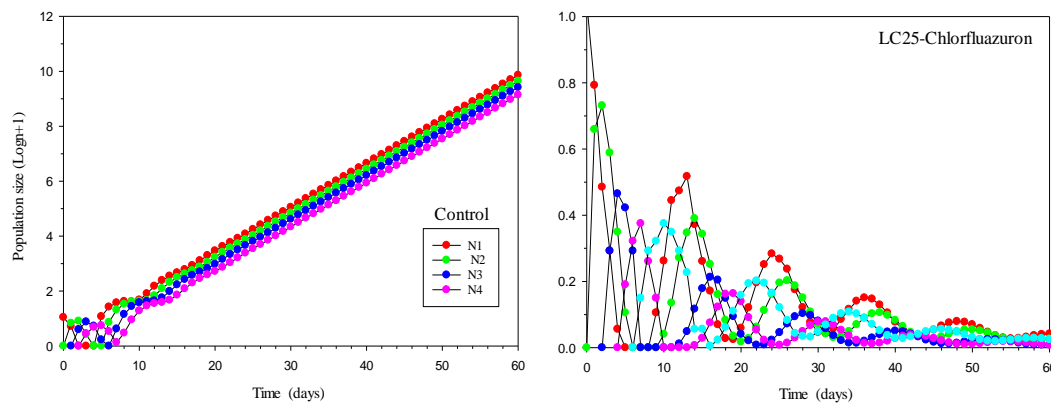 12
10
8
6
4
2
0
Population size (Logn+1)
0 10 20 30 40 50 60
Time (days)
Control
N1
N2
N3
N4
1.0
0.8
0.6
0.4
0.2
0.0
0 10 20 30 40 50 60
Time (days)
LC25-Chlorfluazuron